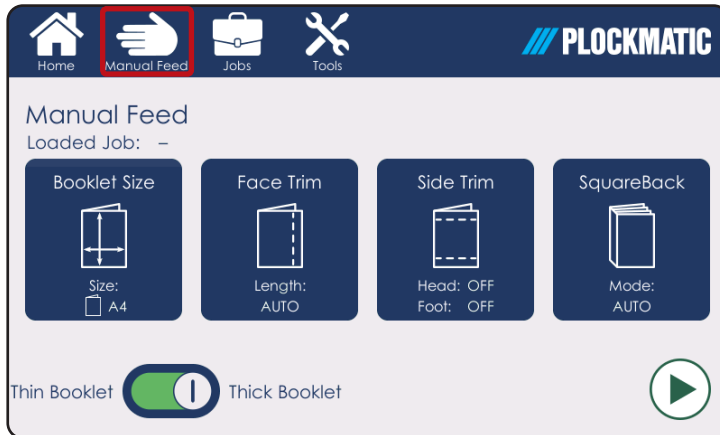 Home
Manual Feed
Jobs
Tools
PLOCKMATIC
Manual Feed
Loaded Job: –
Booklet Size
Size:
A4
Face Trim
Length:
AUTO
Side Trim
Head: OFF
Foot: OFF
SquareBack
Mode:
AUTO
Thin Booklet
Thick Booklet